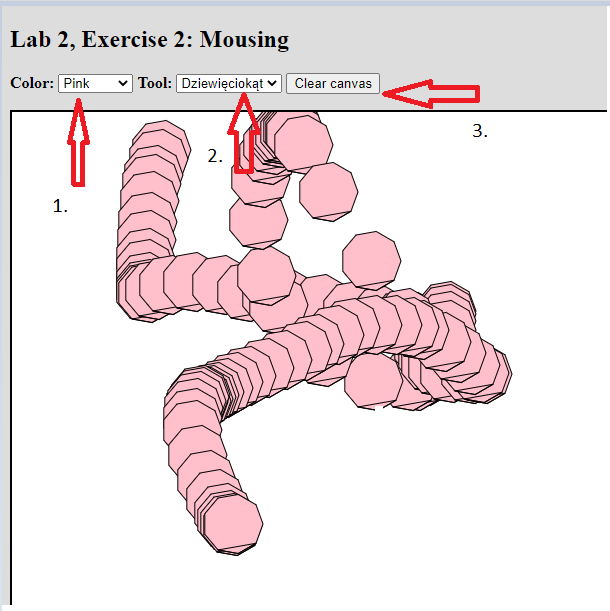 Lab 2, Exercise 2: Mousing
Color: Pink Tool: Dziewięciokąt Clear canvas
3.
2.
1.